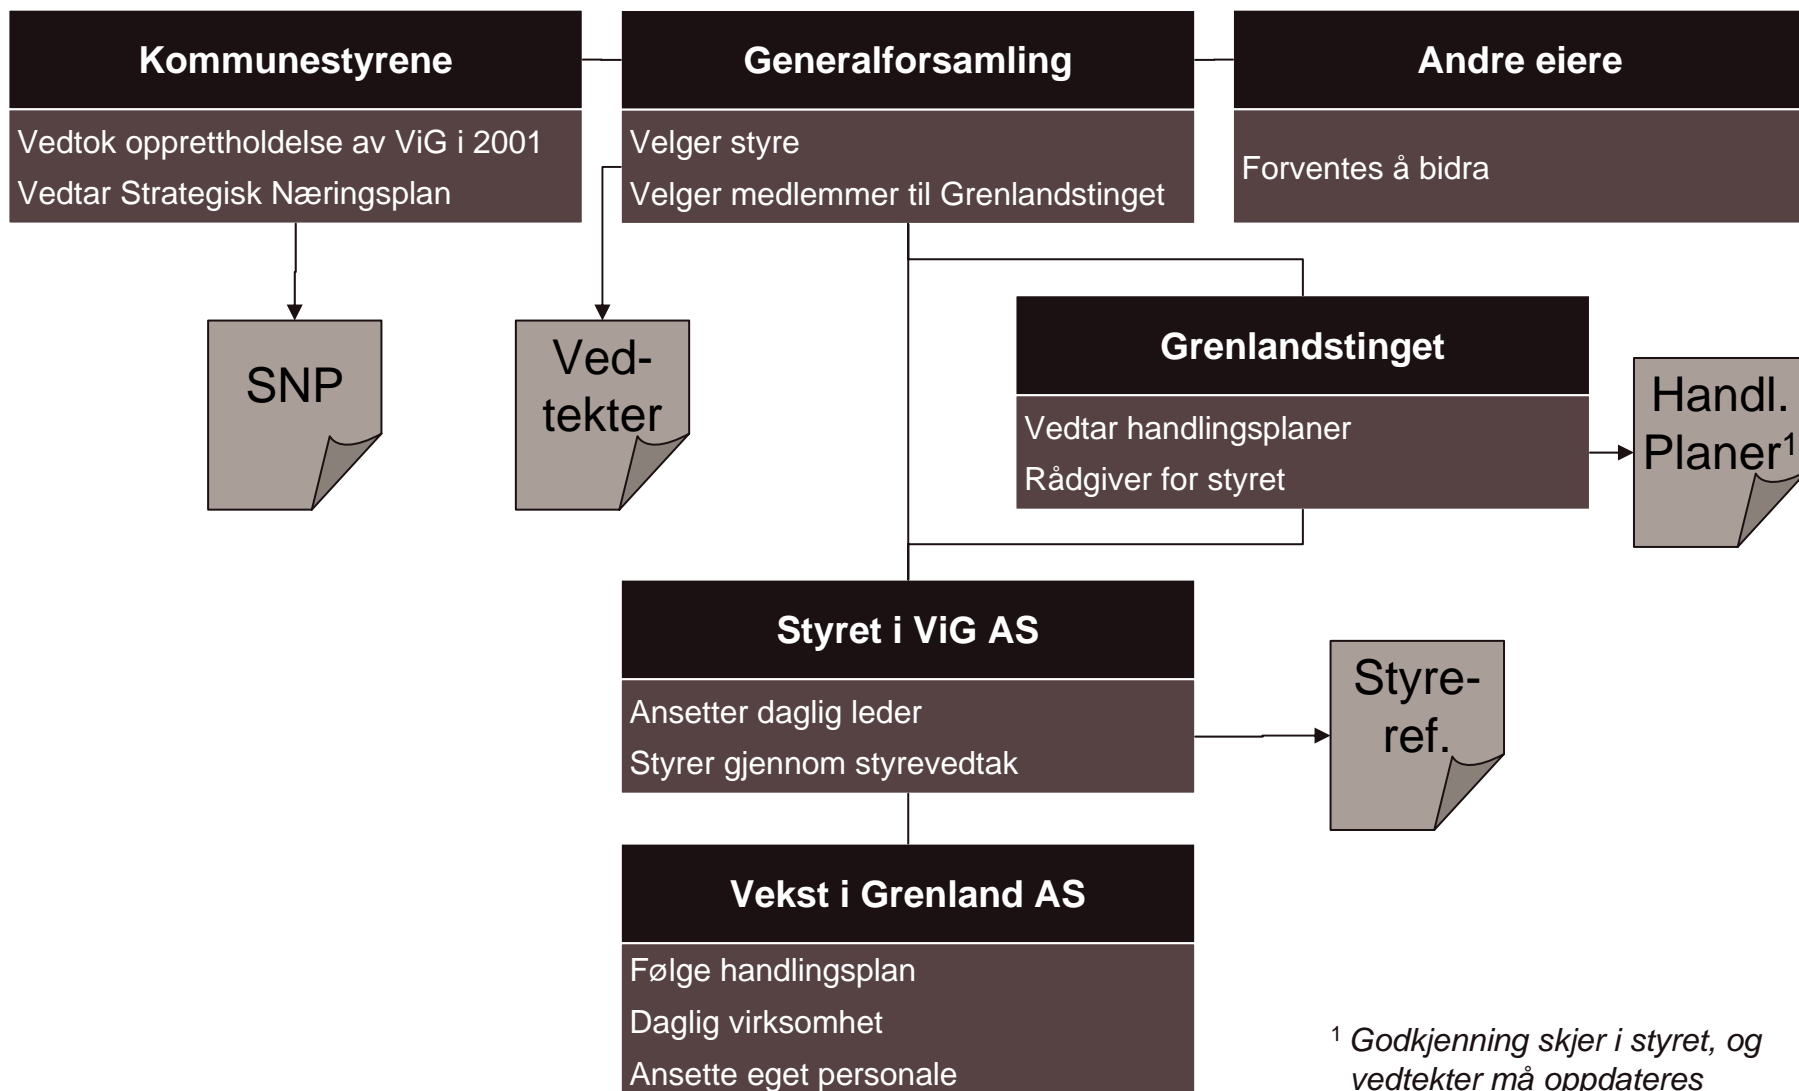 Kommunestyrene
Vedtok opprettholdelse av ViG i 2001
Vedtar Strategisk Næringsplan
Generalforsamling
Velger styre
Velger medlemmer til Grenlandstinget
Andre eiere
Forventes å bidra
SNP
Ved-
tekter
Grenlandstinget
Vedtar handlingsplaner
Rådgiver for styret
Handl.
Planer¹
Styret i ViG AS
Ansetter daglig leder
Styrer gjennom styrevedtak
Styre-
ref.
Vekst i Grenland AS
Følge handlingsplan
Daglig virksomhet
Ansette eget personale
¹ Godkjenning skjer i styret, og
vedtekter må oppdateres